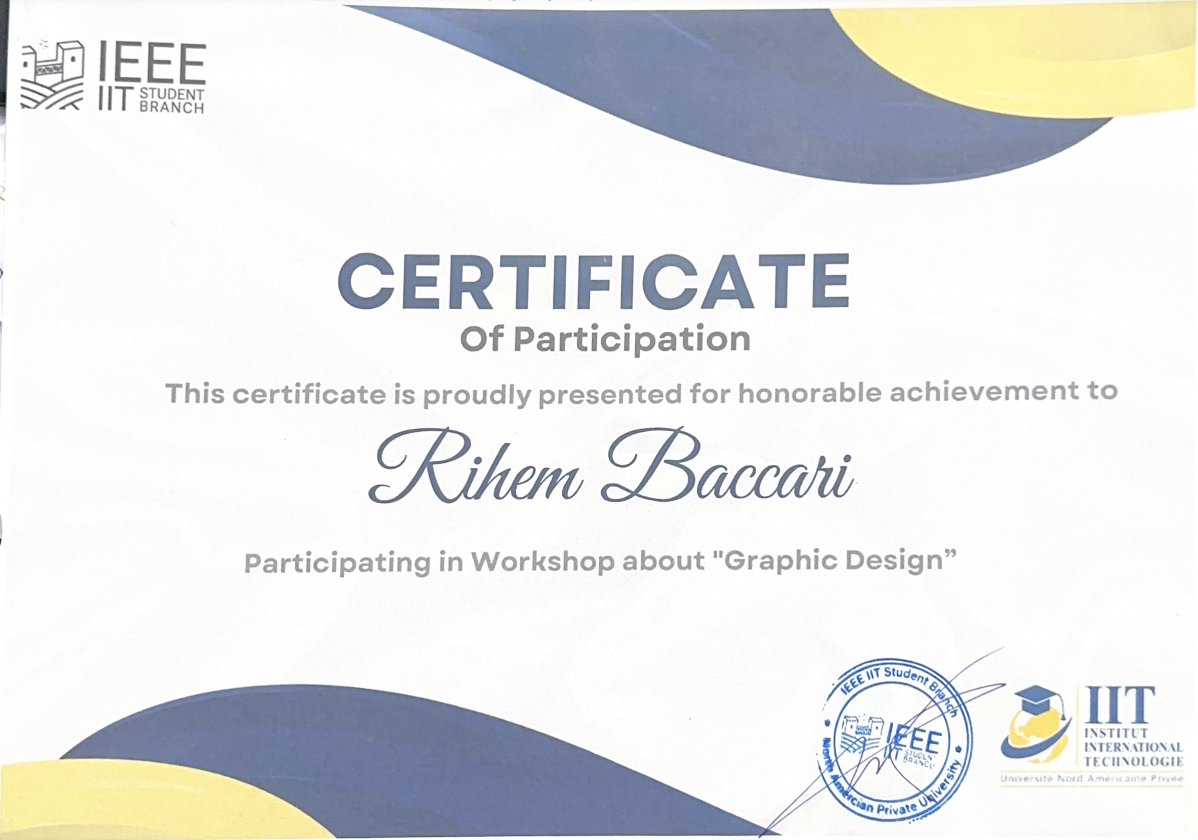 IEEE
IIT STUDENT
BRANCH
CERTIFICATE
Of Participation
This certificate is proudly presented for honorable achievement to
Rihem Baccari
Participating in Workshop about "Graphic Design”
IEEE IIT Student Branch
IEEE
IIT STUDENT
BRANCH
North Amercian Private University
IIT
INSTITUT
INTERNATIONAL
TECHNOLOGIE
Université Nord Américaine Privée